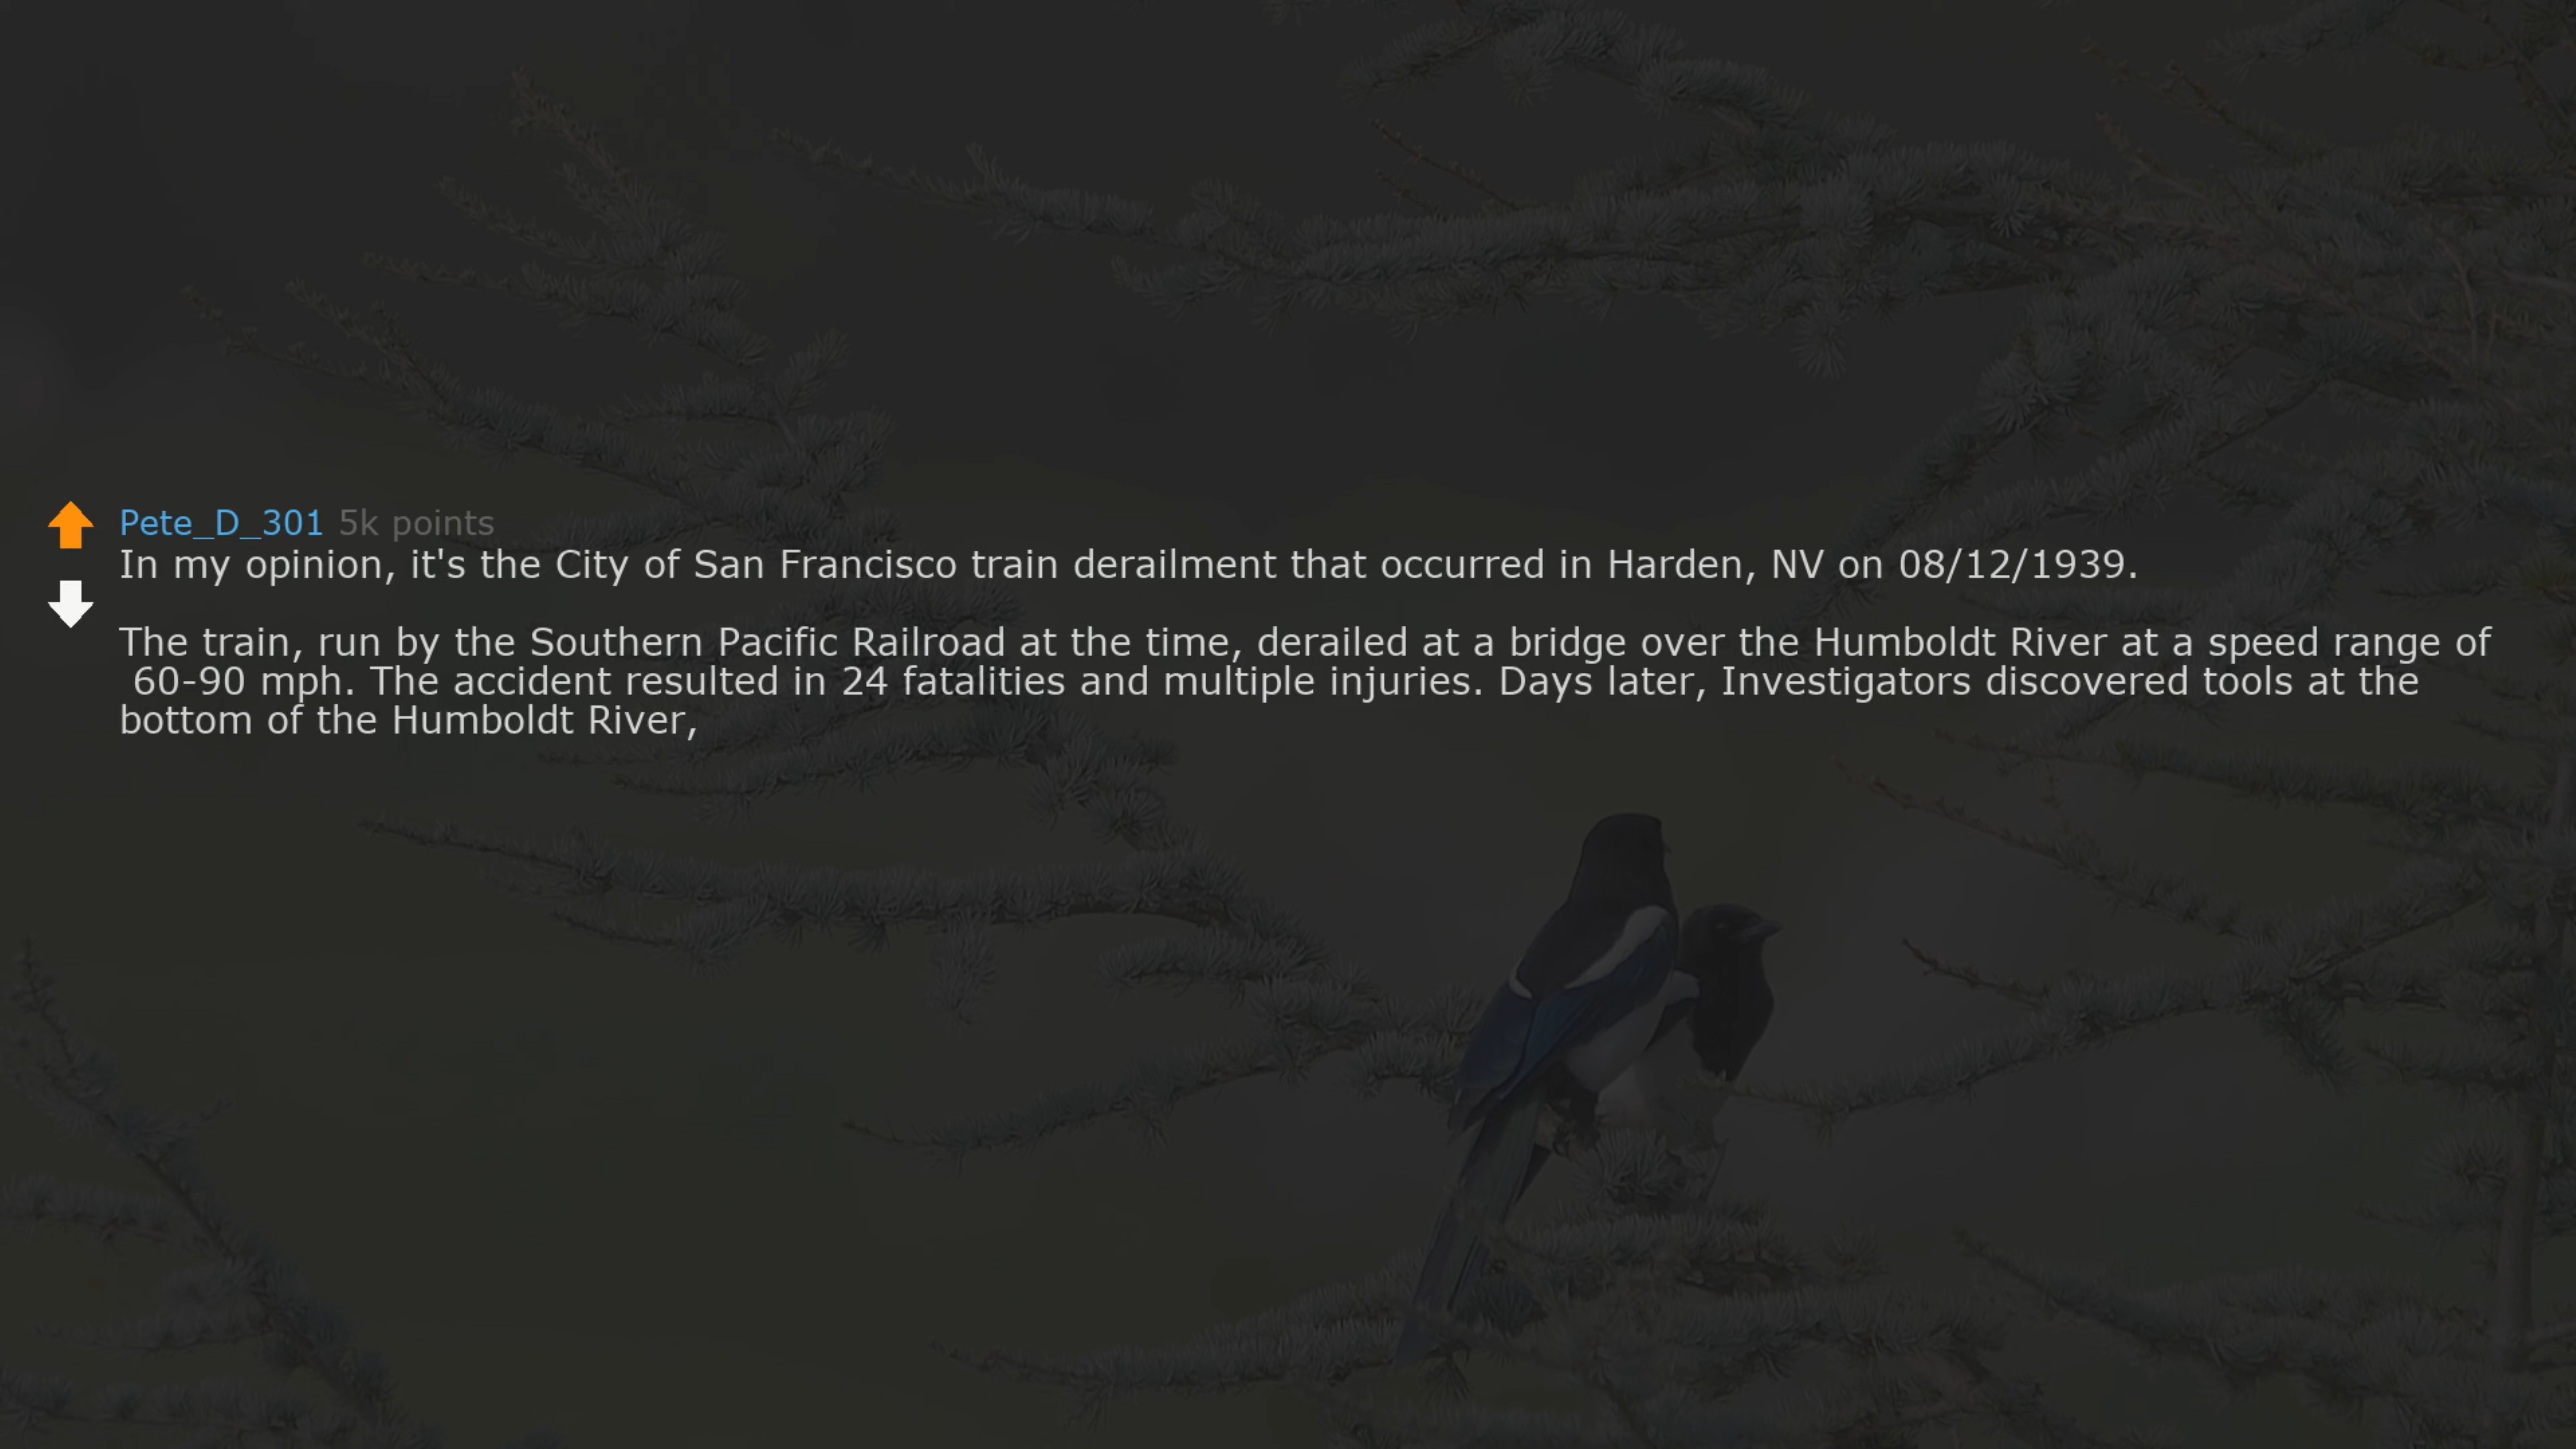 Pete_D_301 5k points
In my opinion, it's the City of San Francisco train derailment that occurred in Harden, NV on 08/12/1939.
The train, run by the Southern Pacific Railroad at the time, derailed at a bridge over the Humboldt River at a speed range of
60-90 mph. The accident resulted in 24 fatalities and multiple injuries. Days later, Investigators discovered tools at the
bottom of the Humboldt River,